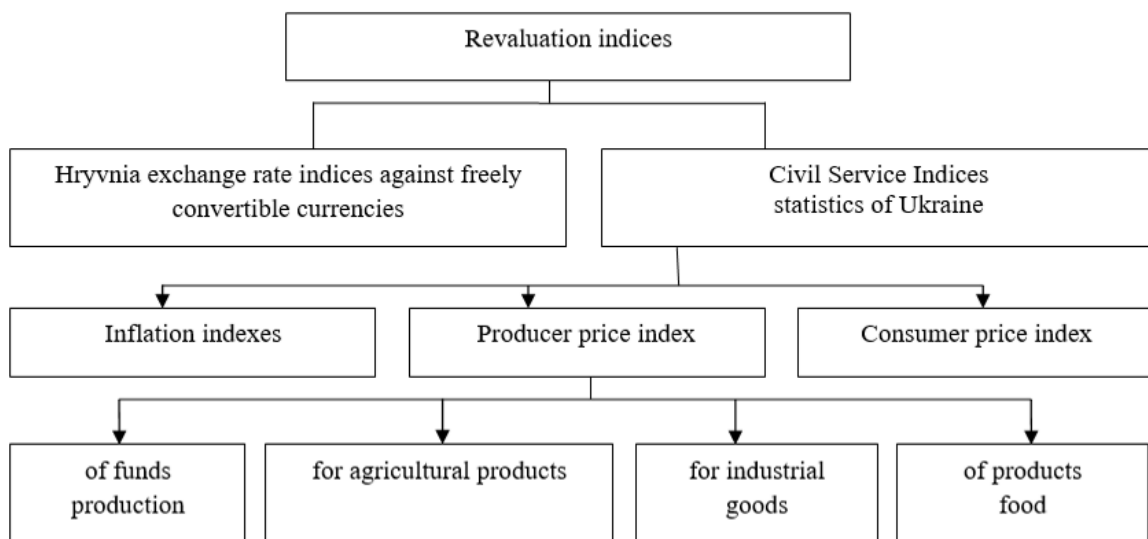 Revaluation indices
Hryvnia exchange rate indices against freely
convertible currencies
Civil Service Indices
statistics of Ukraine
Inflation indexes
Producer price index
Consumer price index
of funds
production
for agricultural products
for industrial
goods
of products
food